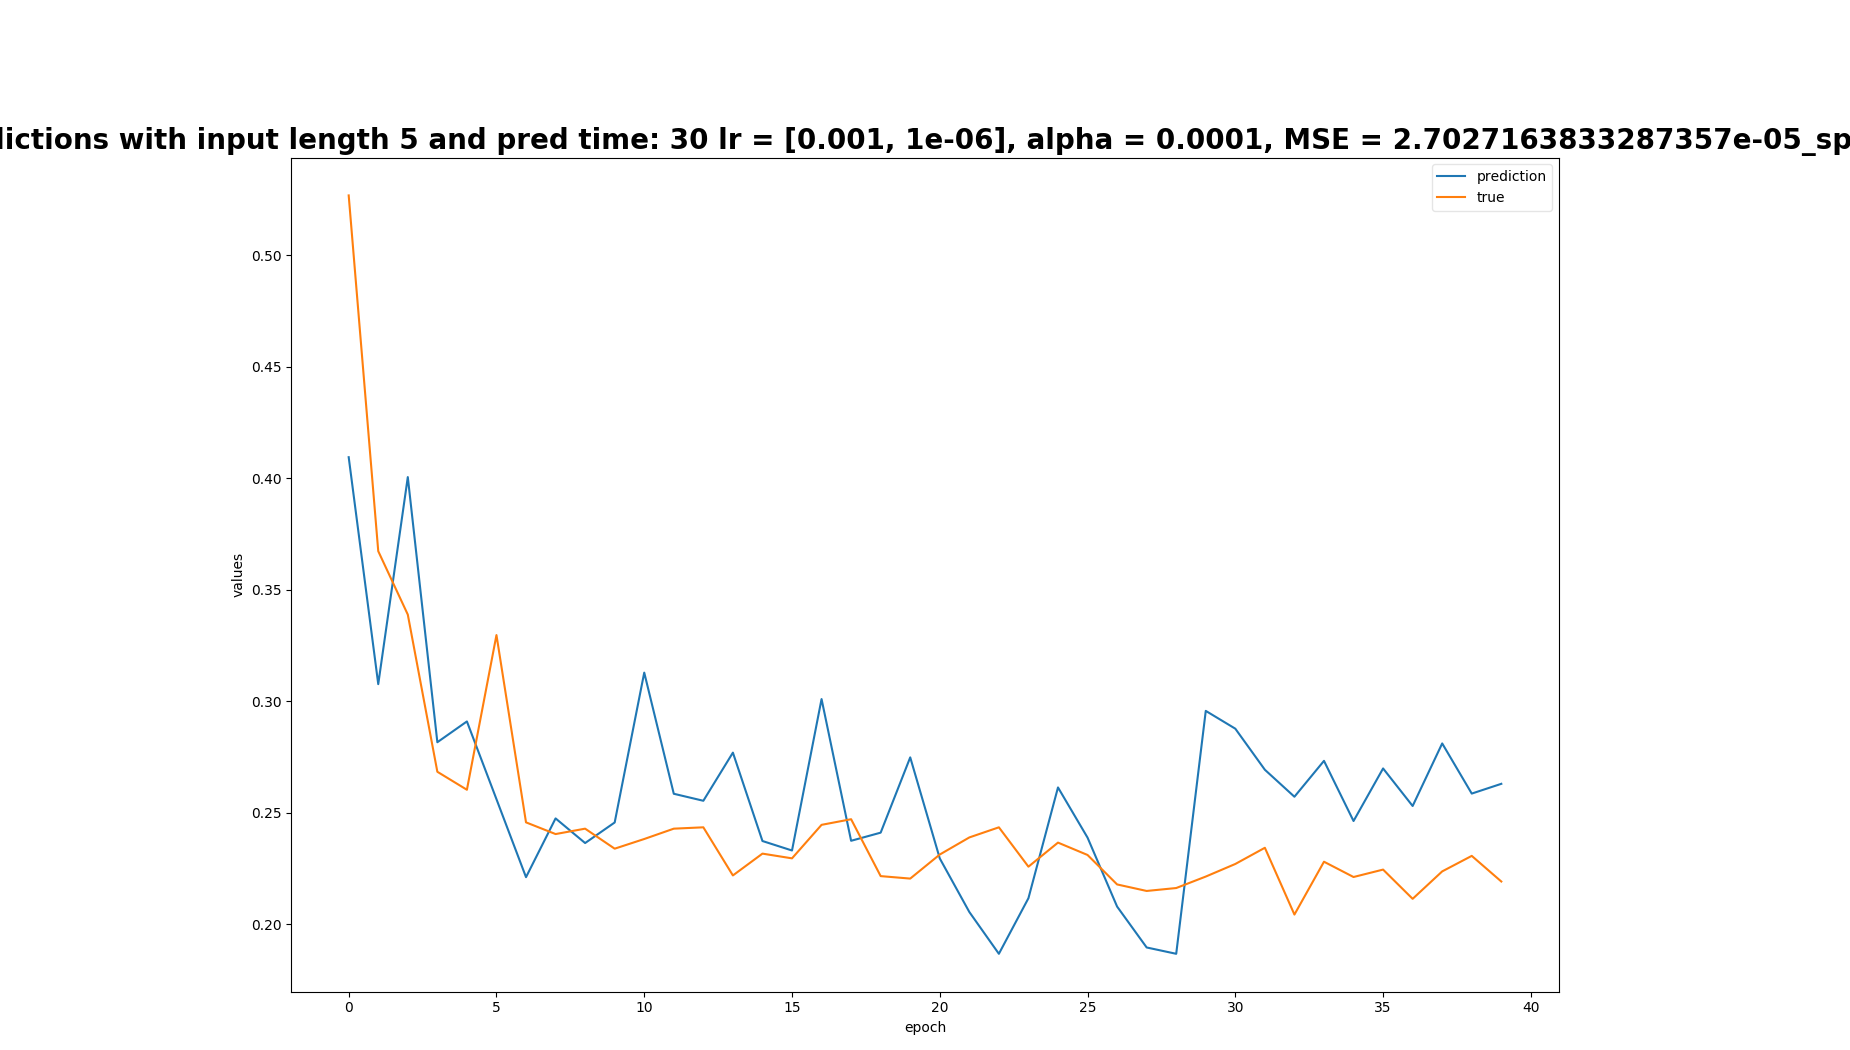 dictions with input length 5 and pred time: 30 lr = [0.001, 1e-06], alpha = 0.0001, MSE = 2.7027163833287357e-05_sp
prediction
true
0.50
0.45
0.40
0.35
0.30
0.25
0.20
values
0 5 10 15 20 25 30 35 40
epoch